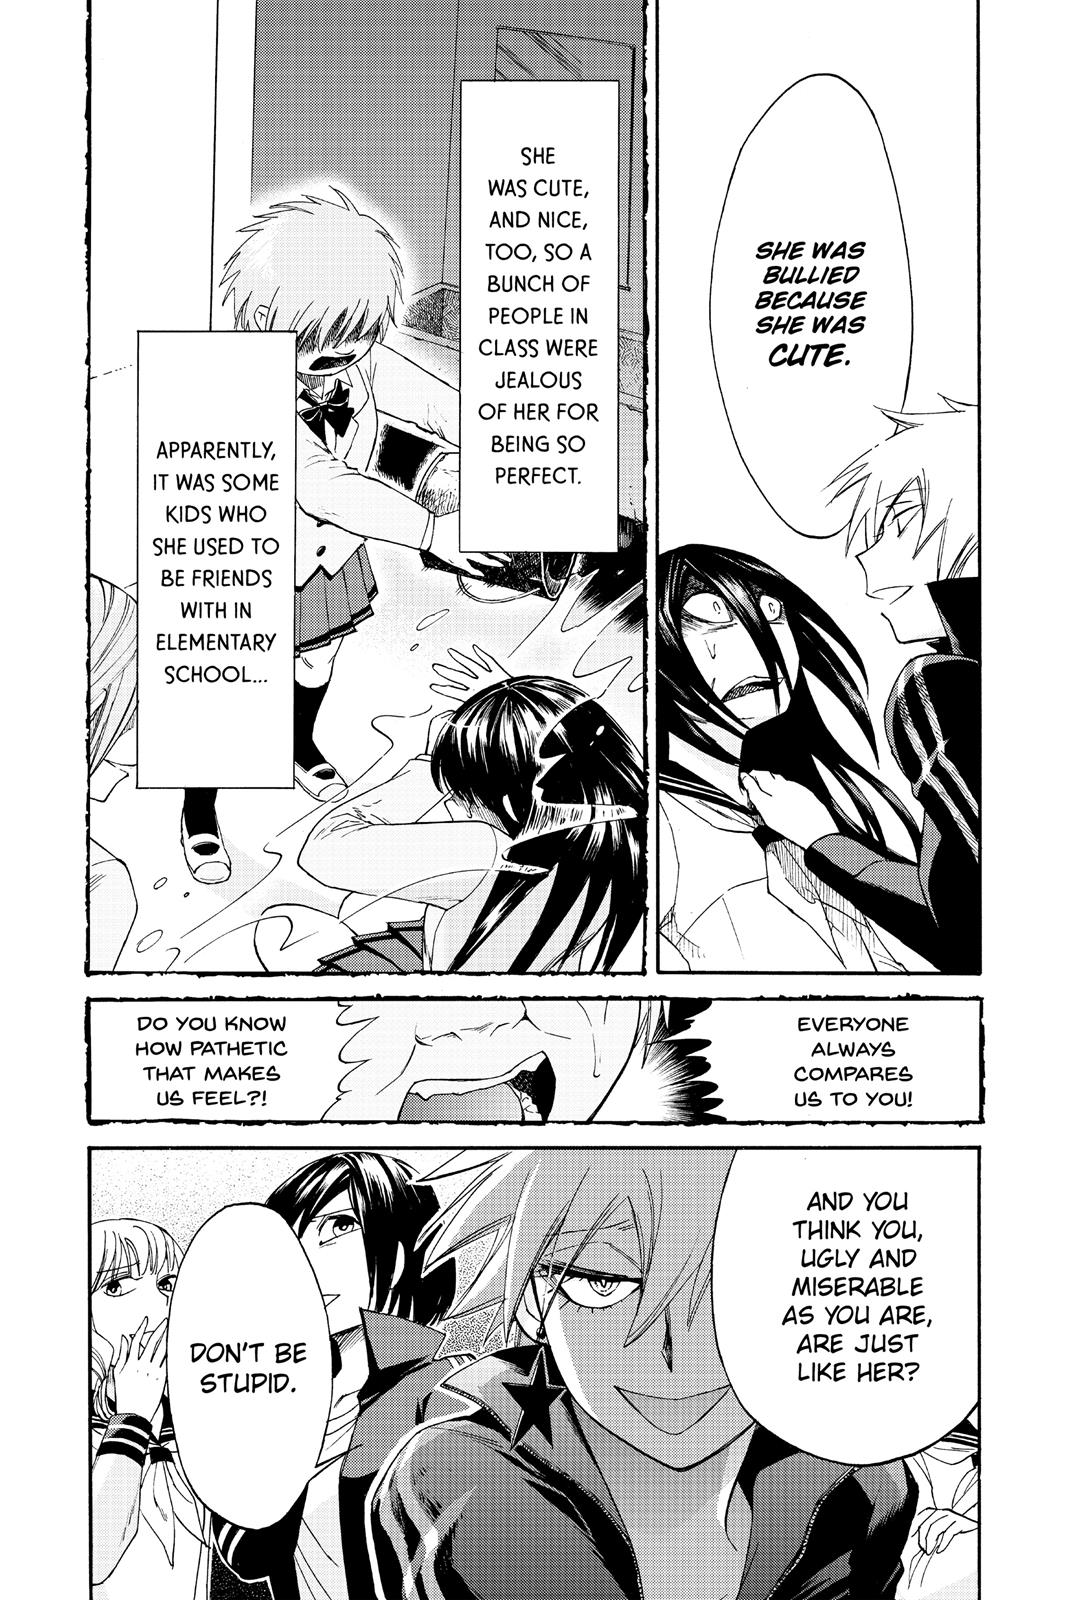 SHE WAS
BULLIED
BECAUSE
SHE WAS
CUTE.
SHE
WAS CUTE,
AND NICE,
TOO, SO A
BUNCH OF
PEOPLE IN
CLASS WERE
JEALOUS
OF HER FOR
BEING SO
PERFECT.
APPARENTLY,
IT WAS SOME
KIDS WHO
SHE USED TO
BE FRIENDS
WITH IN
ELEMENTARY
SCHOOL...
EVERYONE
ALWAYS
COMPARES
US TO YOU!
DO YOU KNOW
HOW PATHETIC
THAT MAKES
US FEEL?!
AND YOU
THINK YOU,
UGLY AND
MISERABLE
AS YOU ARE,
ARE JUST
LIKE HER?
DON'T BE
STUPID.